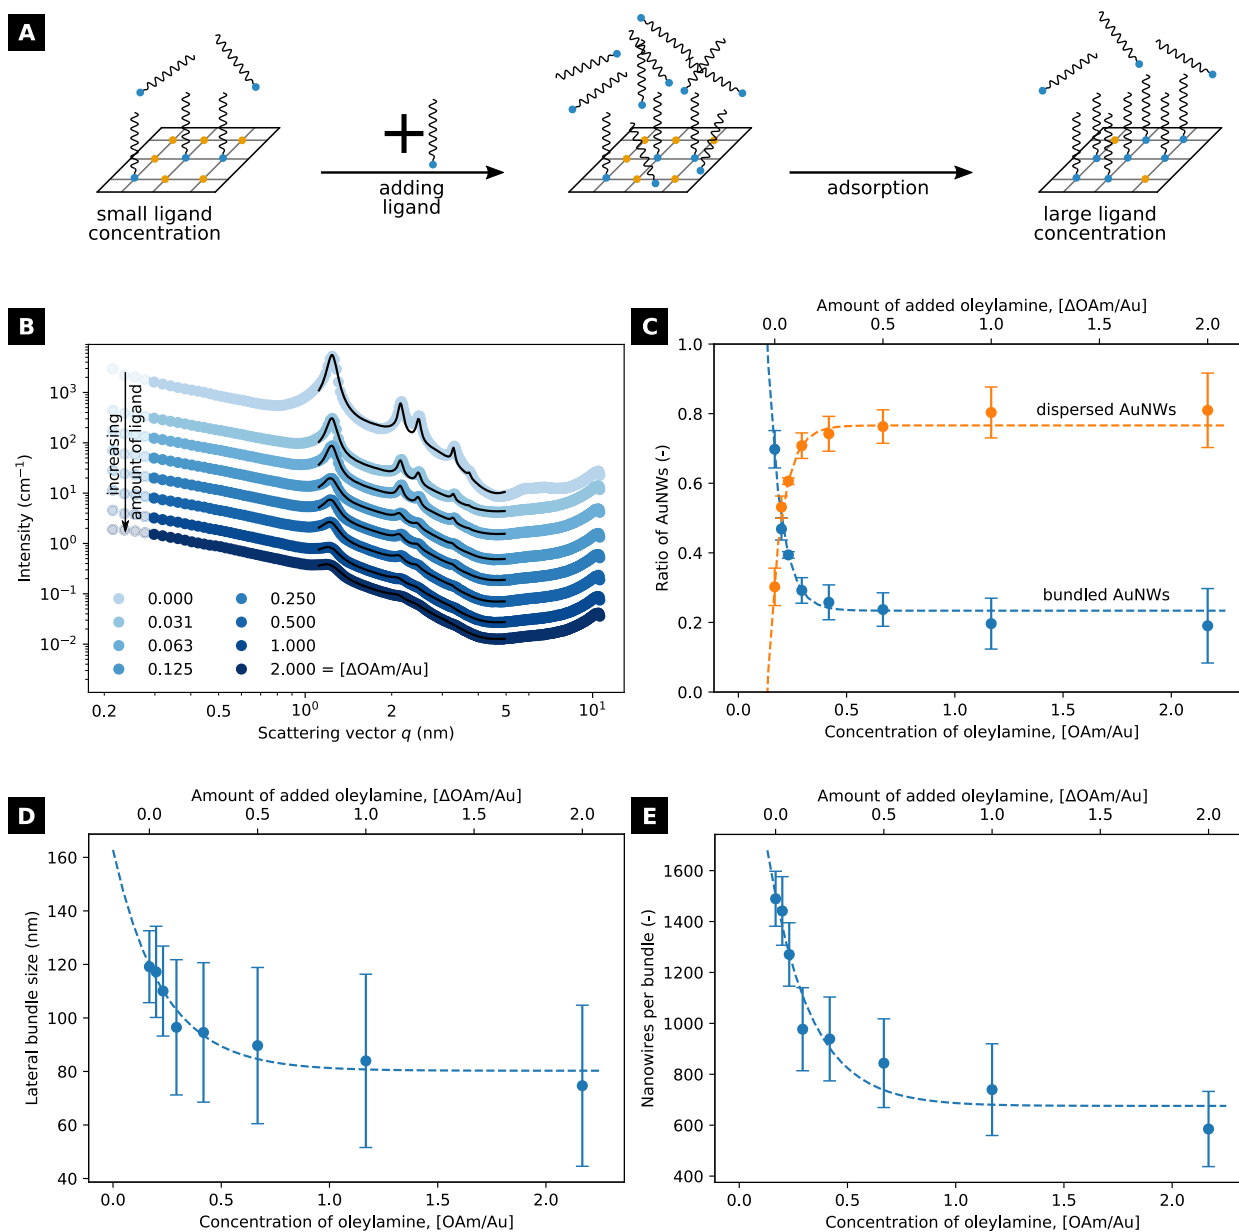 A
small ligand
concentration
adding
ligand
adsorption
large ligand
concentration
B
Intensity (cm⁻¹)
10³
10²
10¹
10⁰
10⁻¹
10⁻²
increasing
amount of ligand
0.000
0.031
0.063
0.125
0.250
0.500
1.000
2.000 = [ΔOAm/Au]
0.2 0.5 10⁰ 2 5 10¹
Scattering vector q (nm)
C
Amount of added oleylamine, [ΔOAm/Au]
0.0 0.5 1.0 1.5 2.0
Ratio of AuNWs (-)
1.0
0.8
0.6
0.4
0.2
0.0
dispersed AuNWs
bundled AuNWs
0.0 0.5 1.0 1.5 2.0
Concentration of oleylamine, [OAm/Au]
D
Amount of added oleylamine, [ΔOAm/Au]
0.0 0.5 1.0 1.5 2.0
Lateral bundle size (nm)
160
140
120
100
80
60
40
0.0 0.5 1.0 1.5 2.0
Concentration of oleylamine, [OAm/Au]
E
Amount of added oleylamine, [ΔOAm/Au]
0.0 0.5 1.0 1.5 2.0
Nanowires per bundle (-)
1600
1400
1200
1000
800
600
400
0.0 0.5 1.0 1.5 2.0
Concentration of oleylamine, [OAm/Au]